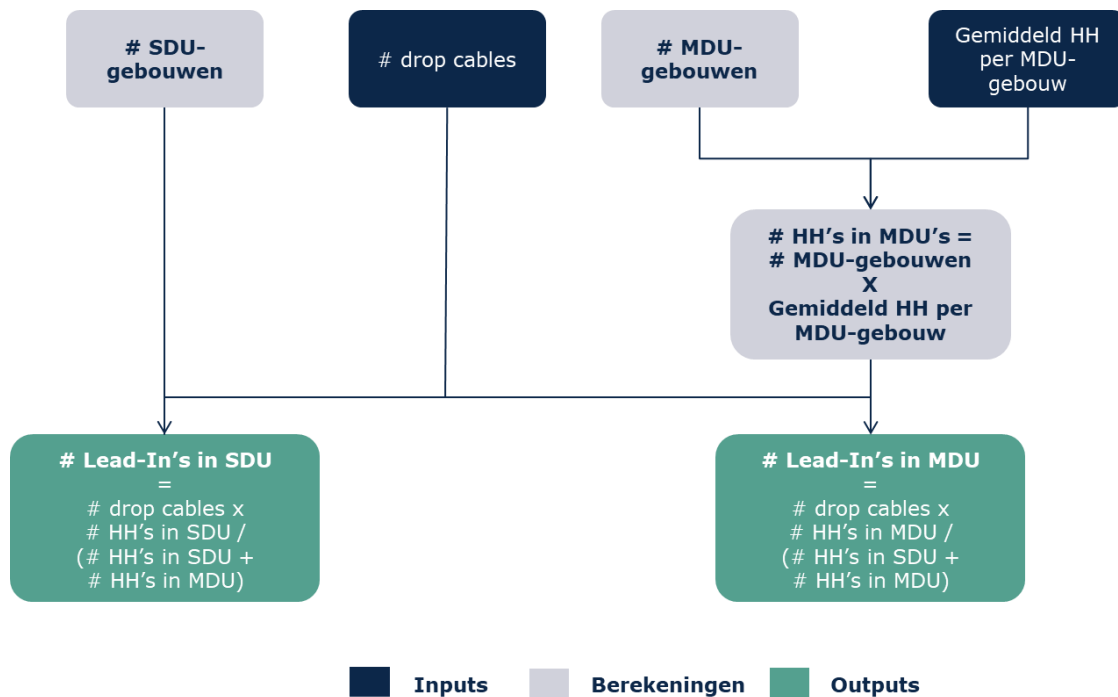 # SDU-
gebouwen
# drop cables
# MDU-
gebouwen
Gemiddeld HH
per MDU-
gebouw
# HH's in MDU's =
# MDU-gebouwen
X
Gemiddeld HH per
MDU-gebouw
# Lead-In's in SDU
=
# drop cables x
# HH's in SDU /
(# HH's in SDU +
# HH's in MDU)
# Lead-In's in MDU
=
# drop cables x
# HH's in MDU /
(# HH's in SDU +
# HH's in MDU)
Inputs
Berekeningen
Outputs